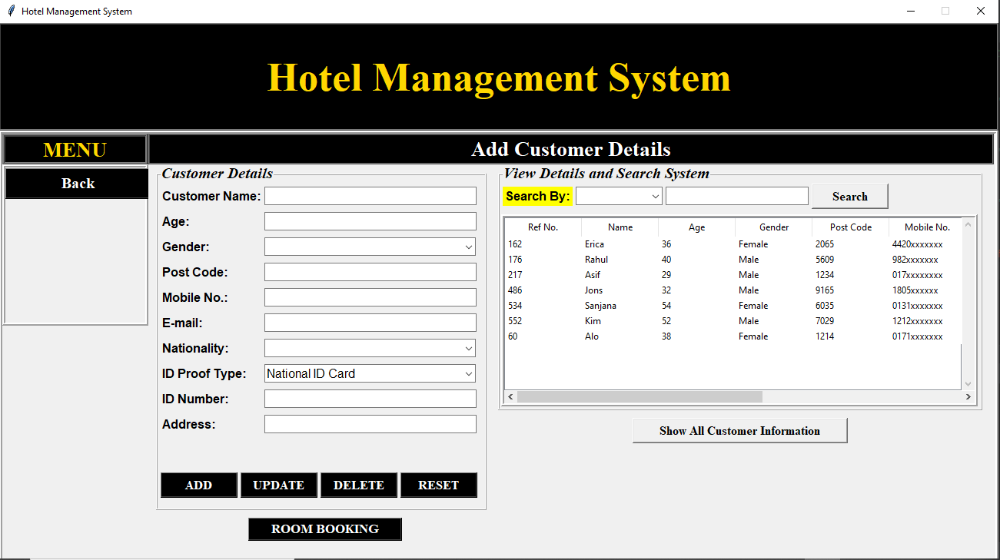 Hotel Management System
Hotel Management System
MENU
Add Customer Details
Back
Customer Details
Customer Name:
Age:
Gender:
Post Code:
Mobile No.:
E-mail:
Nationality:
ID Proof Type: National ID Card
ID Number:
Address:
ADD UPDATE DELETE RESET
ROOM BOOKING
View Details and Search System
Search By: Search
Ref No. Name Age Gender Post Code Mobile No.
162 Erica 36 Female 2065 4420xxxxxxx
176 Rahul 40 Male 5609 982xxxxxxx
217 Asif 29 Male 1234 017xxxxxxxx
486 Jons 32 Male 9165 1805xxxxxx
534 Sanjana 54 Female 6035 0131xxxxxxx
552 Kim 52 Male 7029 1212xxxxxxx
60 Alo 38 Female 1214 0171xxxxxxx
Show All Customer Information